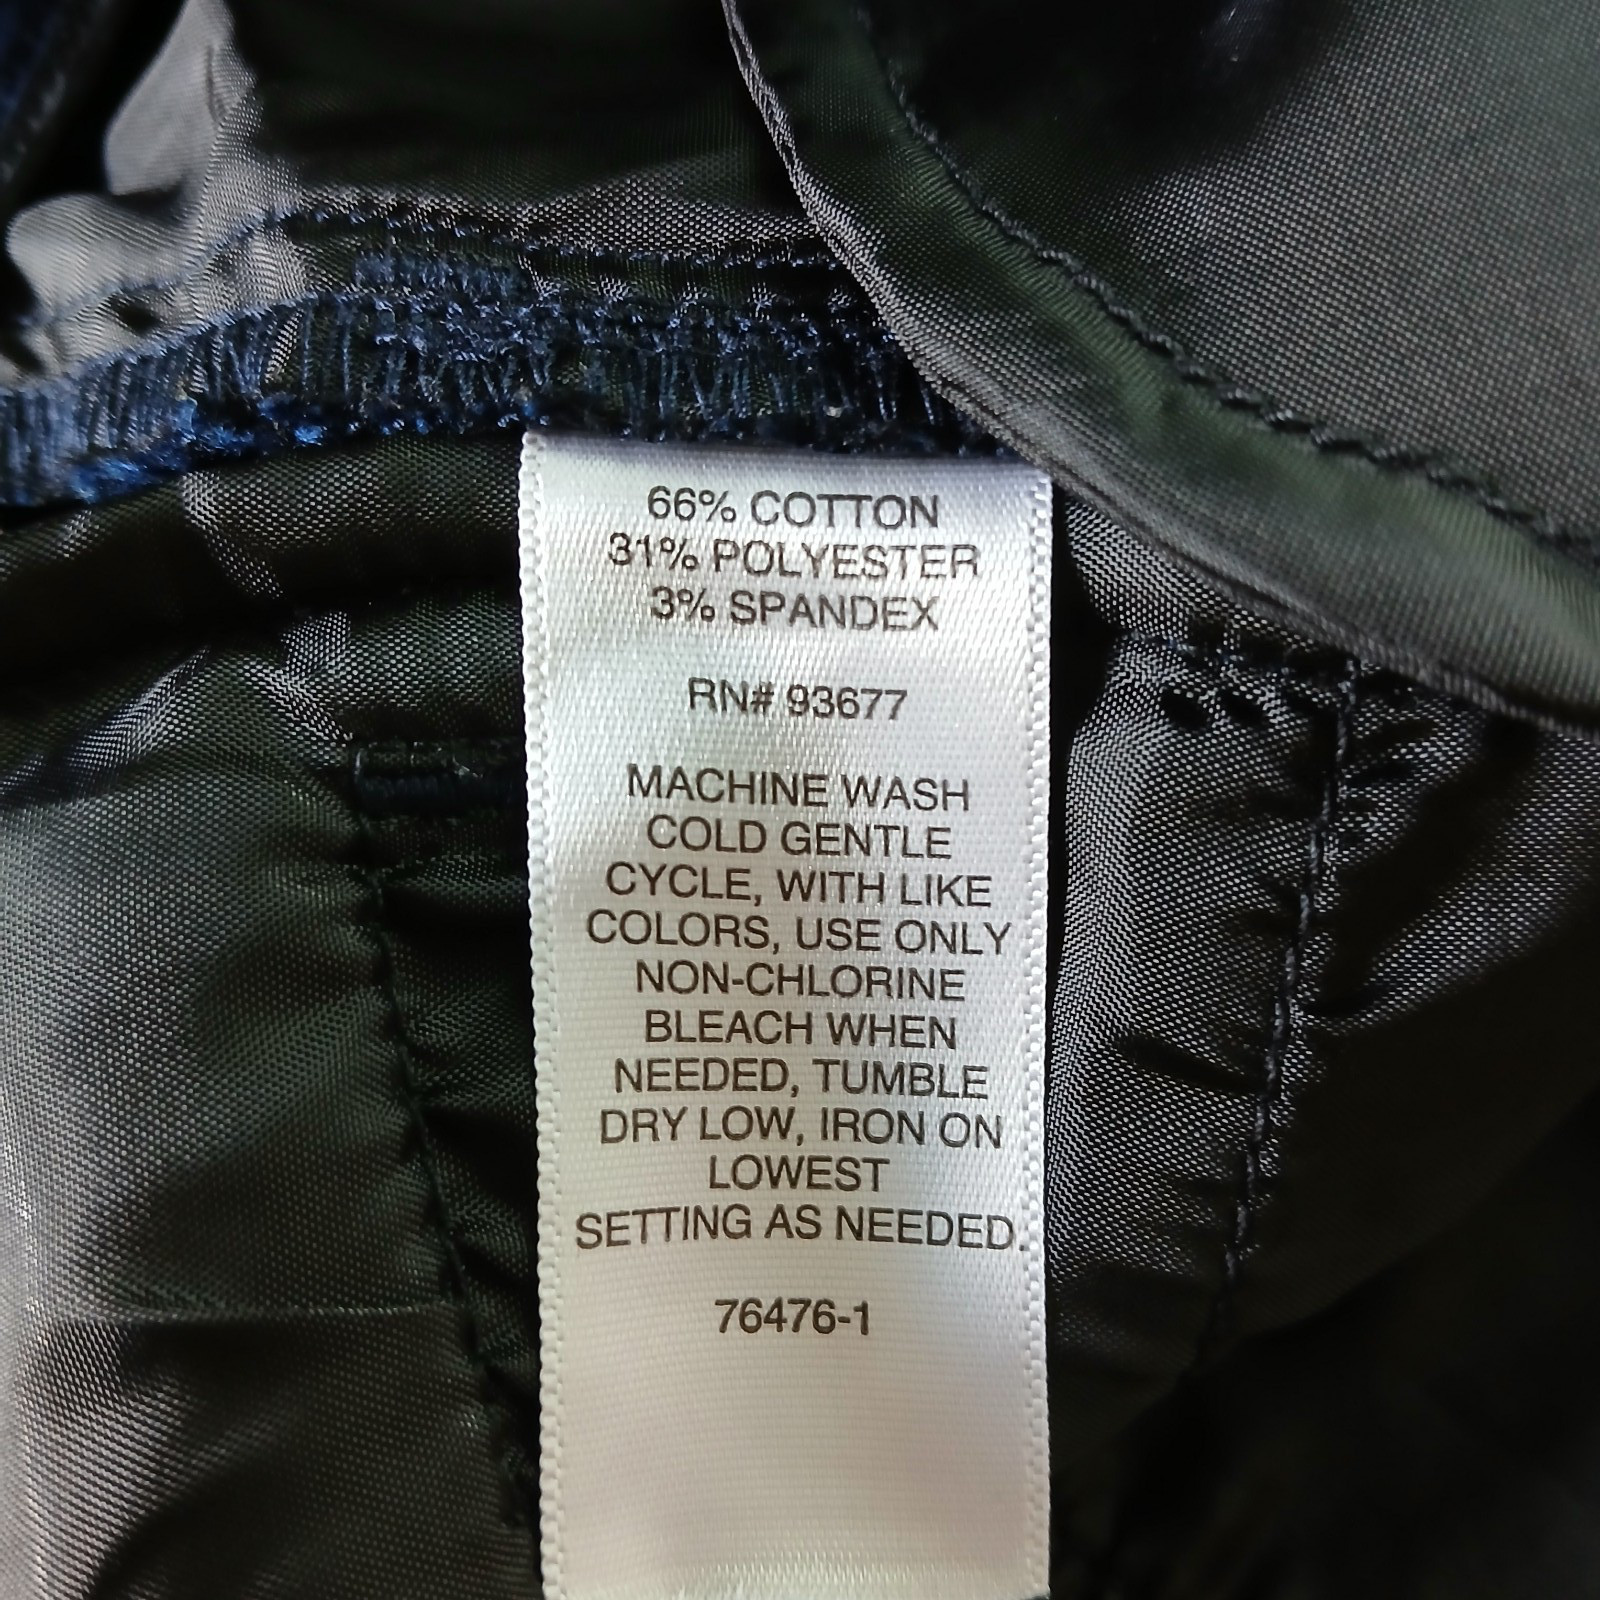 66% COTTON
31% POLYESTER
3% SPANDEX
RN# 93677
MACHINE WASH
COLD GENTLE
CYCLE, WITH LIKE
COLORS, USE ONLY
NON-CHLORINE
BLEACH WHEN
NEEDED, TUMBLE
DRY LOW, IRON ON
LOWEST
SETTING AS NEEDED.
76476-1